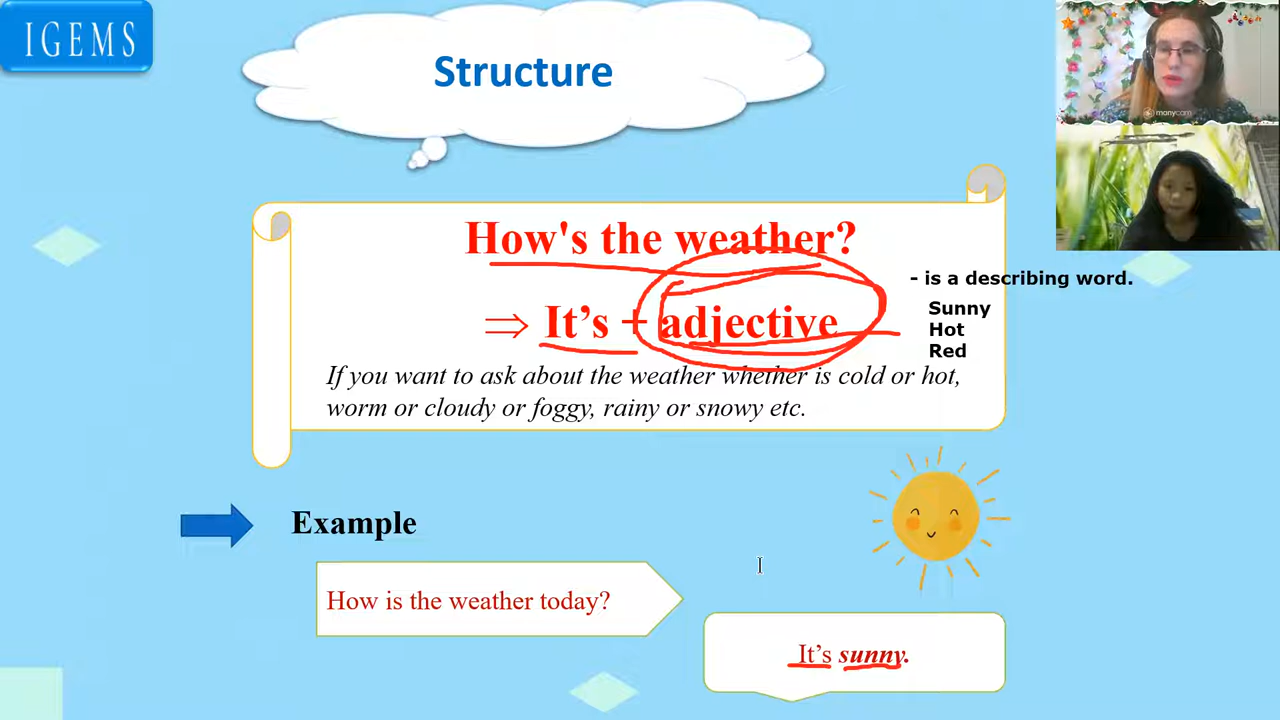 IGEMS
Structure
manycam
How's the weather?
⇒ It's + adjective
- is a describing word.
Sunny
Hot
Red
If you want to ask about the weather whether is cold or hot,
worm or cloudy or foggy, rainy or snowy etc.
Example
How is the weather today?
It's sunny.